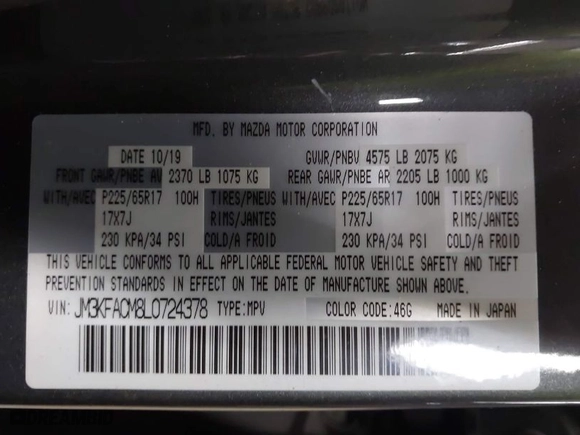 MFD. BY MAZDA MOTOR CORPORATION
DATE 10/19 GVWR/PNBV 4575 LB 2075 KG
FRONT GAWR/PNBE AV 2370 LB 1075 KG REAR GAWR/PNBE AR 2205 LB 1000 KG
WITH/AVEC P225/65R17 100H TIRES/PNEUS WITH/AVEC P225/65R17 100H TIRES/PNEUS
17X7J RIMS/JANTES 17X7J RIMS/JANTES
230 KPA/34 PSI COLD/A FROID 230 KPA/34 PSI COLD/A FROID
THIS VEHICLE CONFORMS TO ALL APPLICABLE FEDERAL MOTOR VEHICLE SAFETY AND THEFT
PREVENTION STANDARDS IN EFFECT ON THE DATE OF MANUFACTURE SHOWN ABOVE.
VIN: JM3KFACM8L0724378 TYPE: MPV COLOR CODE: 46G MADE IN JAPAN